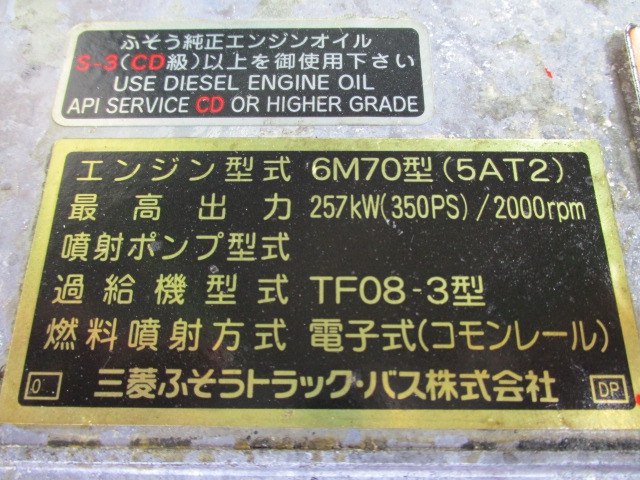 ふそう純正エンジンオイル
S-3(CD級)以上を御使用下さい
USE DIESEL ENGINE OIL
API SERVICE CD OR HIGHER GRADE
エンジン型式 6M70型(5AT2)
最高出力 257kW(350PS)/2000rpm
噴射ポンプ型式
過給機型式 TF08-3型
燃料噴射方式 電子式(コモンレール)
0 三菱ふそうトラック・バス株式会社 DP